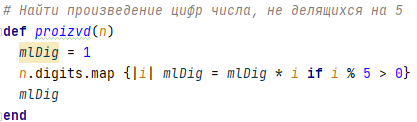 # Найти произведение цифр числа, не делящихся на 5
def proizvd(n)
  mlDig = 1
  n.digits.map {|i| mlDig = mlDig * i if i % 5 > 0}
  mlDig
end